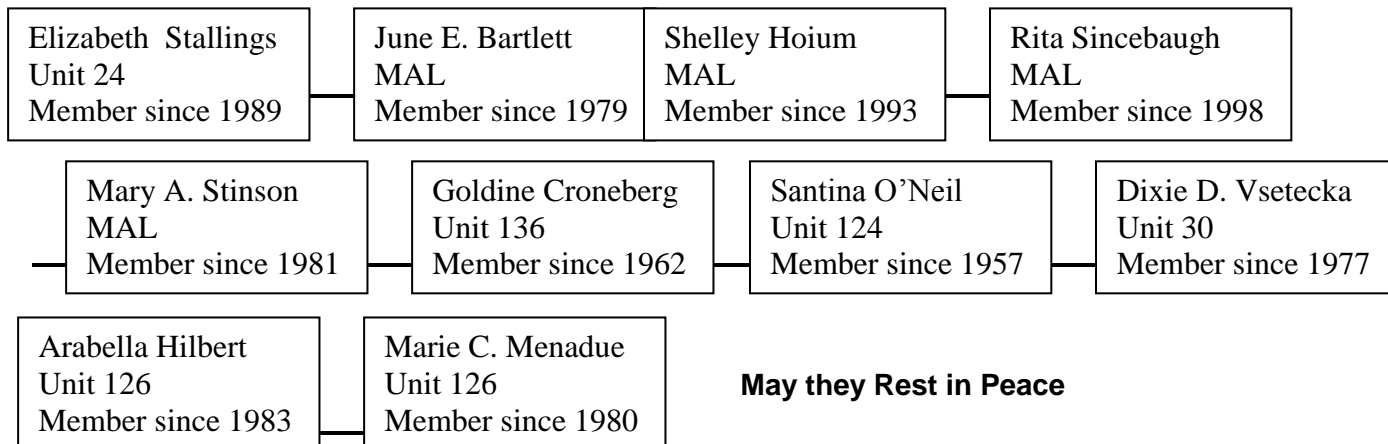 Elizabeth  Stallings
Unit 24
Member since 1989
June E. Bartlett
MAL
Member since 1979
Shelley Hoium
MAL
Member since 1993
Rita Sincebaugh
MAL
Member since 1998
Mary A. Stinson
MAL
Member since 1981
Goldine Croneberg
Unit 136
Member since 1962
Santina O’Neil
Unit 124
Member since 1957
Dixie D. Vsetecka
Unit 30
Member since 1977
Arabella Hilbert
Unit 126
Member since 1983
Marie C. Menadue
Unit 126
Member since 1980
May they Rest in Peace